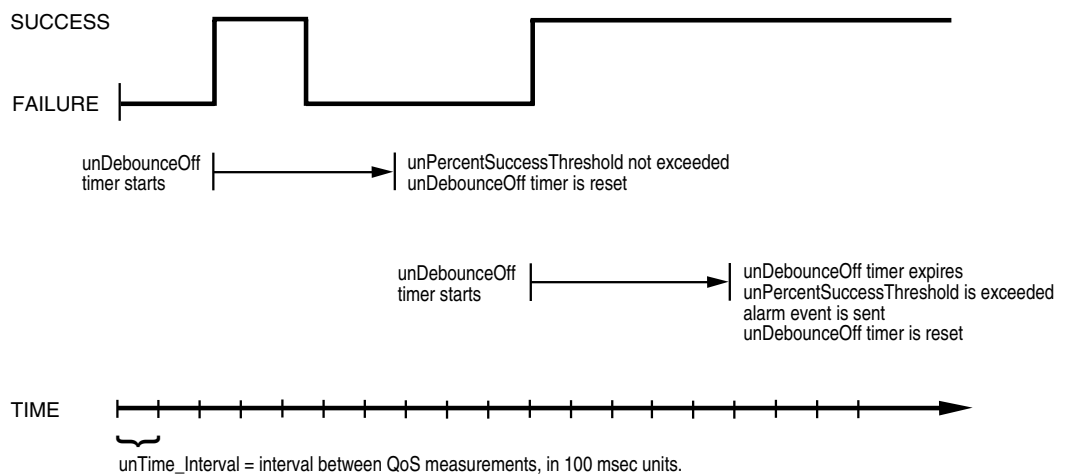 SUCCESS
FAILURE
unDebounceOff
timer starts
unPercentSuccessThreshold not exceeded
unDebounceOff timer is reset
unDebounceOff
timer starts
unDebounceOff timer expires
unPercentSuccessThreshold is exceeded
alarm event is sent
unDebounceOff timer is reset
TIME
unTime_Interval = interval between QoS measurements, in 100 msec units.